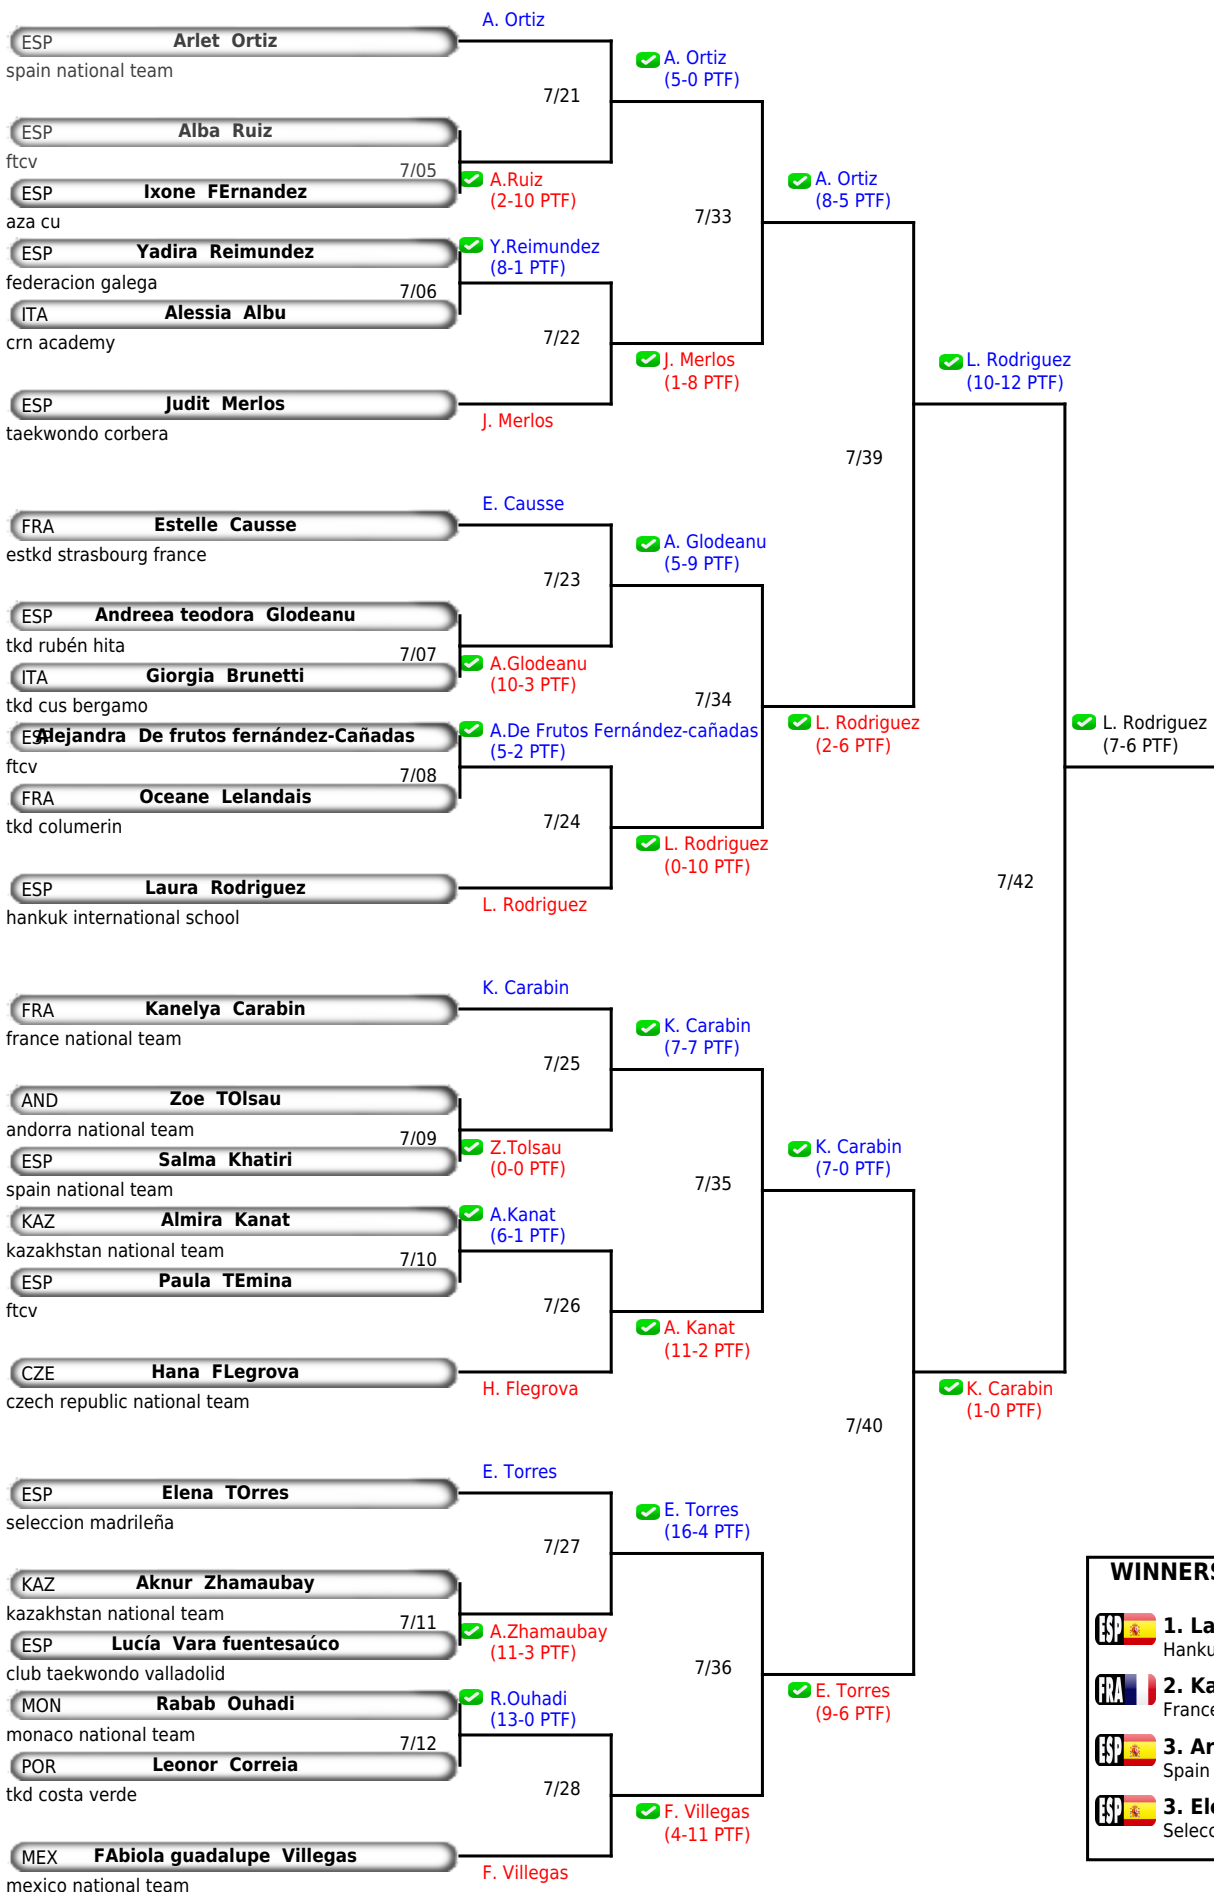 A. Ortiz
ESP Arlet Ortiz
spain national team
A. Ortiz
(5-0 PTF)
7/21
ESP Alba Ruiz
ftcv
7/05
A.Ruiz
(2-10 PTF)
ESP Ixone FErnandez
aza cu
A. Ortiz
(8-5 PTF)
7/33
ESP Yadira Reimundez
federacion galega
Y.Reimundez
(8-1 PTF)
7/06
ITA Alessia Albu
crn academy
7/22
J. Merlos
(1-8 PTF)
L. Rodriguez
(10-12 PTF)
ESP Judit Merlos
taekwondo corbera
J. Merlos
7/39
E. Causse
FRA Estelle Causse
estkd strasbourg france
A. Glodeanu
(5-9 PTF)
7/23
ESP Andreea teodora Glodeanu
tkd rubén hita
7/07
A.Glodeanu
(10-3 PTF)
ITA Giorgia Brunetti
tkd cus bergamo
7/34
ESP Alejandra De frutos fernández-Cañadas
ftcv
A.De Frutos Fernández-cañadas
(5-2 PTF)
L. Rodriguez
(2-6 PTF)
L. Rodriguez
(7-6 PTF)
7/08
FRA Oceane Lelandais
tkd columerin
7/24
L. Rodriguez
(0-10 PTF)
ESP Laura Rodriguez
hankuk international school
L. Rodriguez
7/42
K. Carabin
FRA Kanelya Carabin
france national team
K. Carabin
(7-7 PTF)
7/25
AND Zoe TOlsau
andorra national team
7/09
Z.Tolsau
(0-0 PTF)
ESP Salma Khatiri
spain national team
K. Carabin
(7-0 PTF)
7/35
KAZ Almira Kanat
kazakhstan national team
A.Kanat
(6-1 PTF)
7/10
ESP Paula TEmina
ftcv
7/26
A. Kanat
(11-2 PTF)
CZE Hana FLegrova
czech republic national team
H. Flegrova
K. Carabin
(1-0 PTF)
7/40
E. Torres
ESP Elena TOrres
seleccion madrileña
E. Torres
(16-4 PTF)
7/27
KAZ Aknur Zhamaubay
kazakhstan national team
7/11
A.Zhamaubay
(11-3 PTF)
ESP Lucía Vara fuentesaúco
club taekwondo valladolid
7/36
MON Rabab Ouhadi
monaco national team
R.Ouhadi
(13-0 PTF)
E. Torres
(9-6 PTF)
7/12
POR Leonor Correia
tkd costa verde
7/28
F. Villegas
(4-11 PTF)
MEX FAbiola guadalupe Villegas
mexico national team
F. Villegas
WINNERS
ESP 1. La
Hanku
FRA 2. Ka
France
ESP 3. Ar
Spain
ESP 3. Ele
Selecc